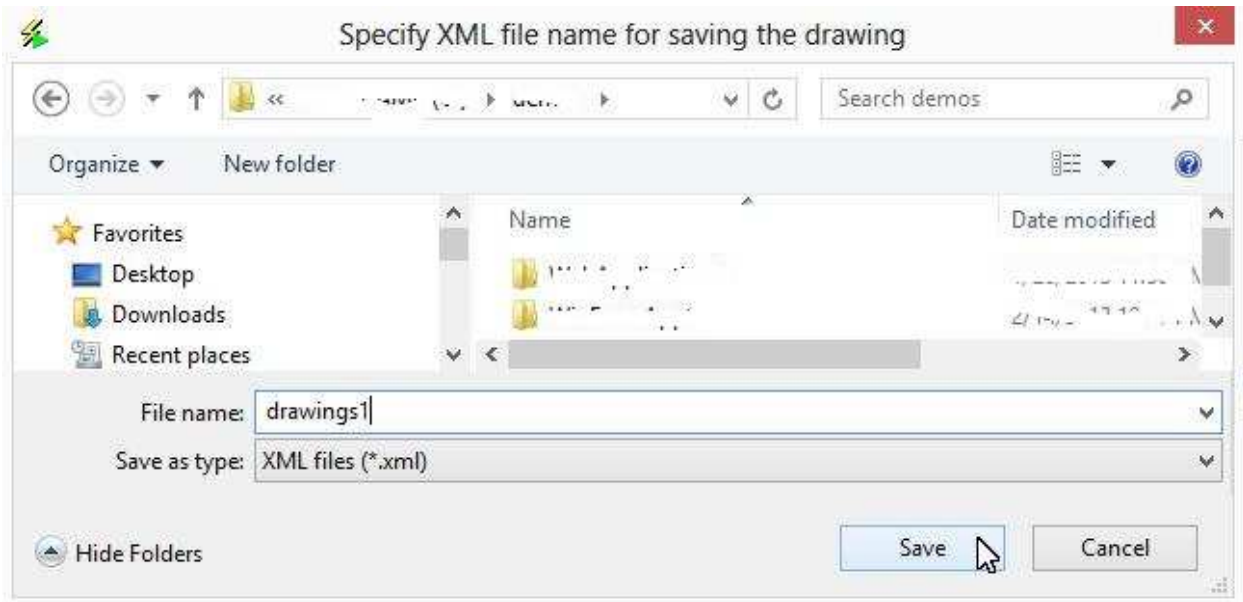 Specify XML file name for saving the drawing
«
Search demos
Organize
New folder
Name
Date modified
Favorites
Desktop
Downloads
Recent places
File name: drawings1
Save as type: XML files (*.xml)
Hide Folders
Save
Cancel